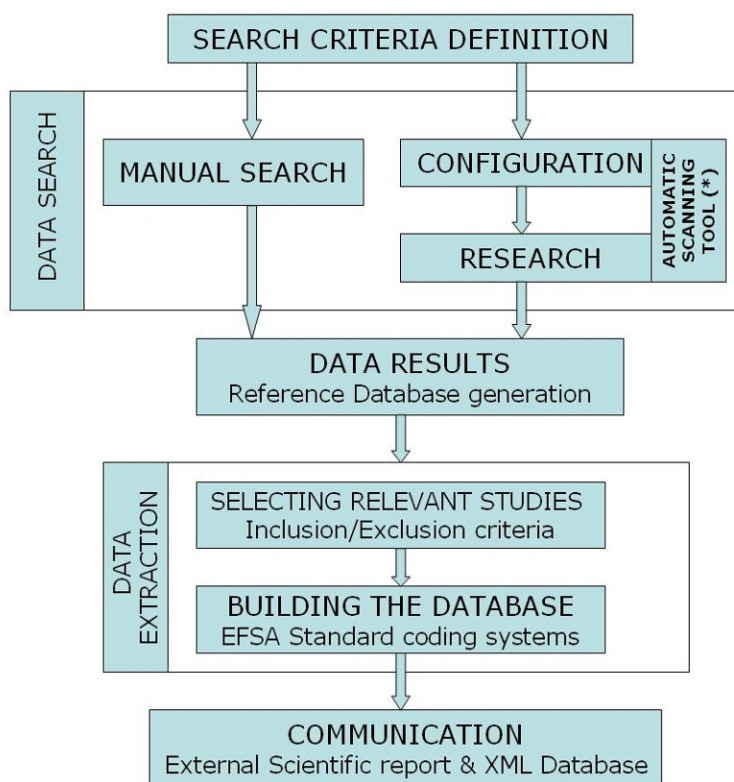 SEARCH CRITERIA DEFINITION
DATA SEARCH
MANUAL SEARCH
CONFIGURATION
RESEARCH
AUTOMATIC
SCANNING
TOOL (*)
DATA RESULTS
Reference Database generation
DATA
EXTRACTION
SELECTING RELEVANT STUDIES
Inclusion/Exclusion criteria
BUILDING THE DATABASE
EFSA Standard coding systems
COMMUNICATION
External Scientific report & XML Database